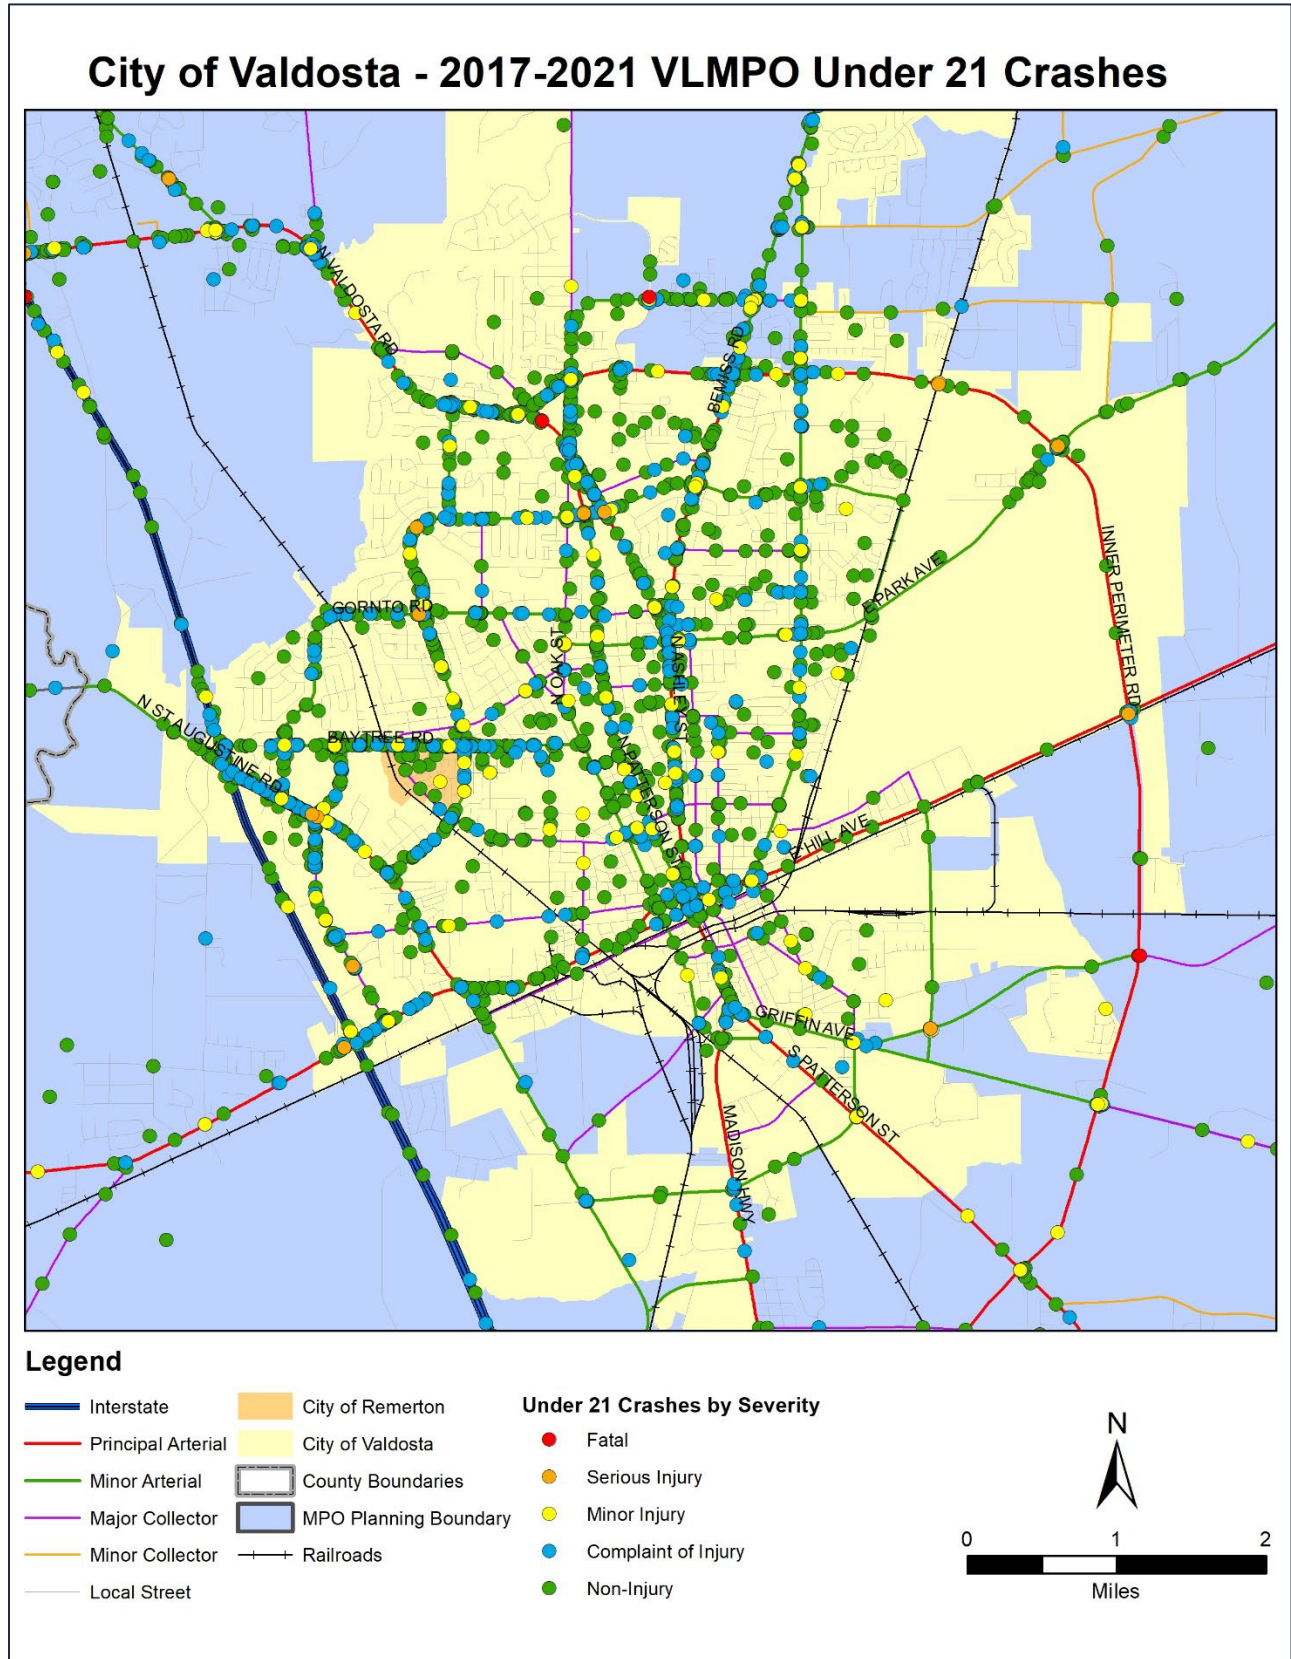 City of Valdosta - 2017-2021 VLMPO Under 21 Crashes
N VALDOSTA RD
BEMISS RD
INNER PERIMETER RD
E PARK AVE
GORNTO RD
N OAK ST
N ASHLEY ST
N ST AUGUSTINE RD
BAYTREE RD
N PATTERSON ST
E HILL AVE
GRIFFIN AVE
S PATTERSON ST
MADISON HWY
Legend
Interstate
Principal Arterial
Minor Arterial
Major Collector
Minor Collector
Local Street
City of Remerton
City of Valdosta
County Boundaries
MPO Planning Boundary
Railroads
Under 21 Crashes by Severity
Fatal
Serious Injury
Minor Injury
Complaint of Injury
Non-Injury
N
0 1 2
Miles